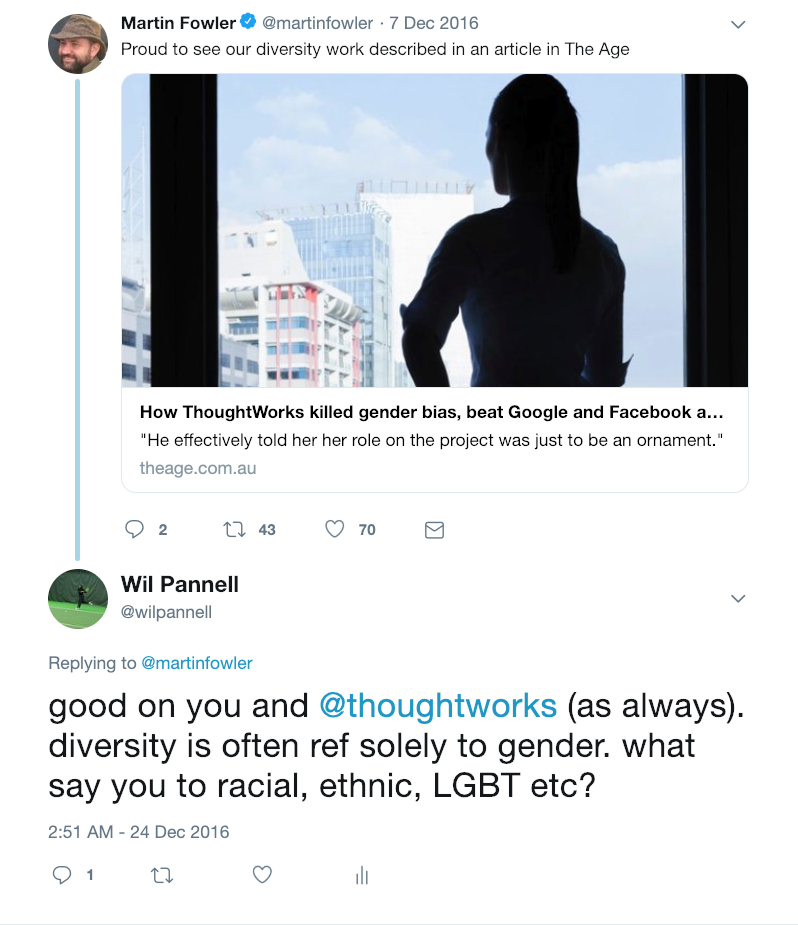 Martin Fowler @martinfowler · 7 Dec 2016
Proud to see our diversity work described in an article in The Age
How ThoughtWorks killed gender bias, beat Google and Facebook a...
"He effectively told her her role on the project was just to be an ornament."
theage.com.au
2 43 70
Wil Pannell
@wilpannell
Replying to @martinfowler
good on you and @thoughtworks (as always).
diversity is often ref solely to gender. what
say you to racial, ethnic, LGBT etc?
2:51 AM - 24 Dec 2016
1